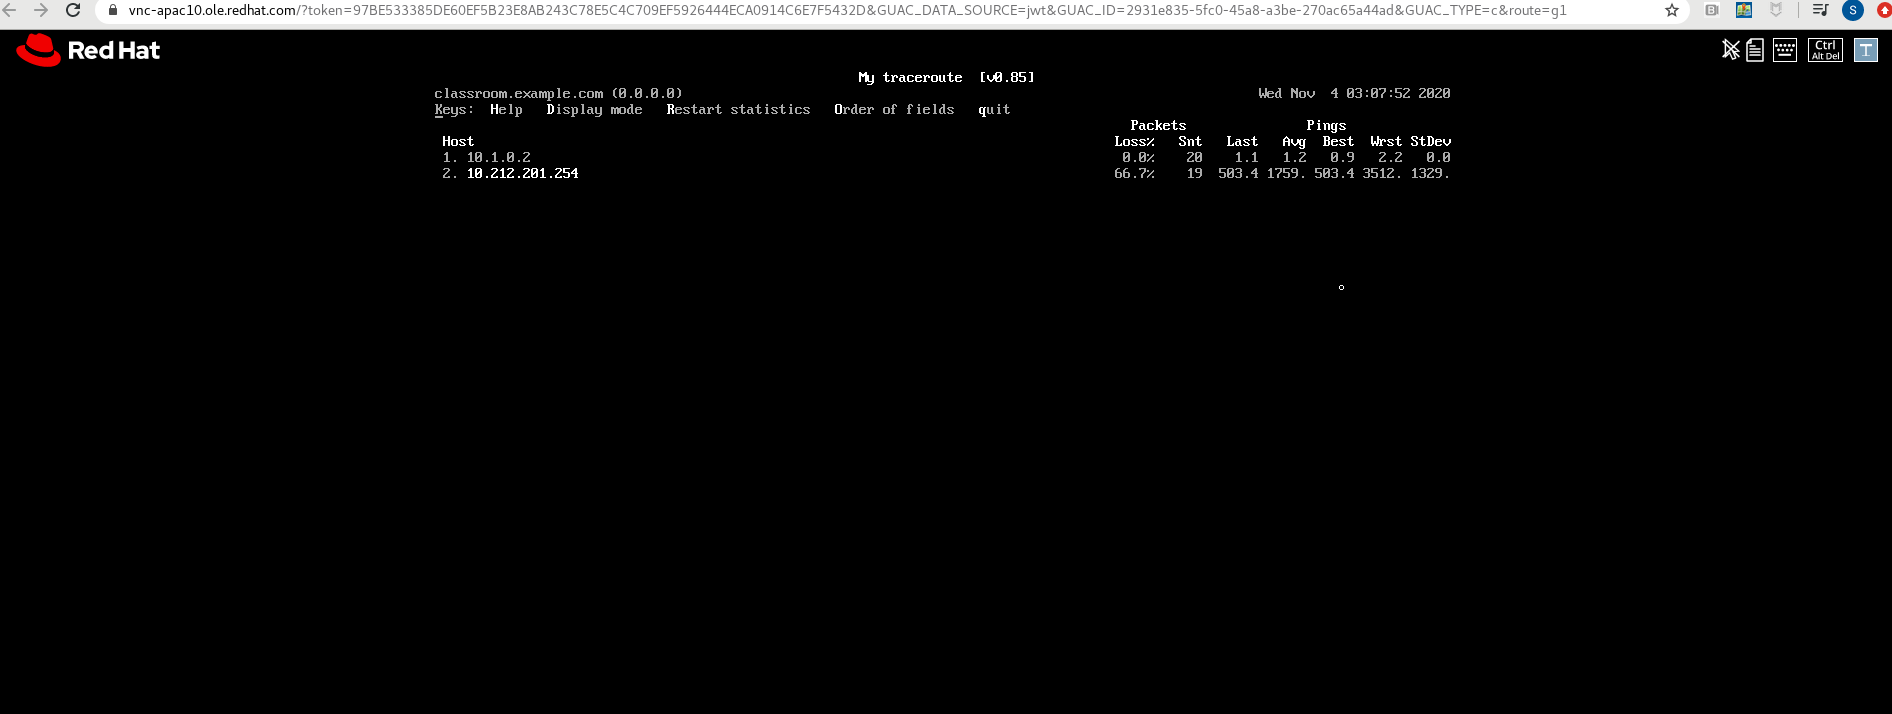 vnc-apac10.ole.redhat.com/?token=97BE533385DE60EF5B23E8AB243C78E5C4C709EF5926444ECA0914C6E7F5432D&GUAC_DATA_SOURCE=jwt&GUAC_ID=2931e835-5fc0-45a8-a3be-270ac65a44ad&GUAC_TYPE=c&route=g1 B S
Red Hat Ctrl Alt Del T
My traceroute [v0.85]
classroom.example.com (0.0.0.0) Wed Nov 4 03:07:52 2020
Keys: Help Display mode Restart statistics Order of fields quit
Packets Pings
Host Loss% Snt Last Avg Best Wrst StDev
1. 10.1.0.2 0.0% 20 1.1 1.2 0.9 2.2 0.0
2. 10.212.201.254 66.7% 19 503.4 1759. 503.4 3512. 1329.